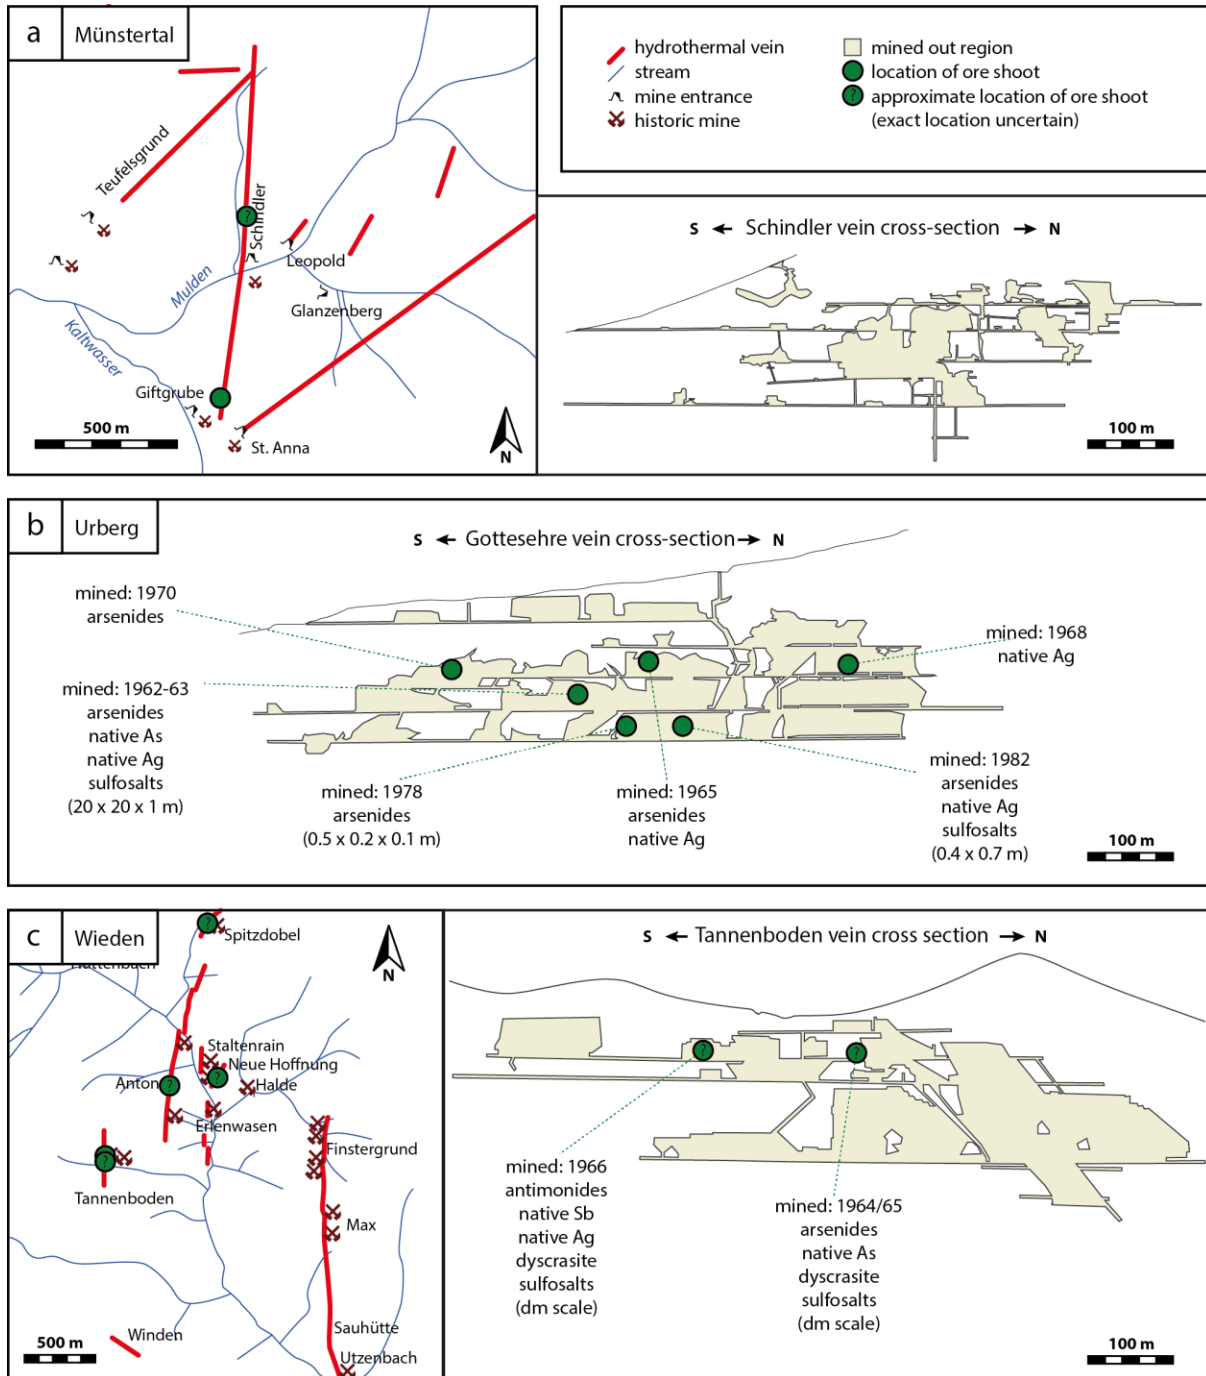 a
Münstertal
hydrothermal vein
stream
mine entrance
historic mine
mined out region
location of ore shoot
? approximate location of ore shoot
(exact location uncertain)
Teufelsgrund
?
Schindler
Leopold
Mulden
Glanzenberg
Kaltwasser
Giftgrube
St. Anna
500 m
N
S ← Schindler vein cross-section → N
100 m
b
Urberg
S ← Gottesehre vein cross-section → N
mined: 1970
arsenides
mined: 1968
native Ag
mined: 1962-63
arsenides
native As
native Ag
sulfosalts
(20 x 20 x 1 m)
mined: 1978
arsenides
(0.5 x 0.2 x 0.1 m)
mined: 1965
arsenides
native Ag
mined: 1982
arsenides
native Ag
sulfosalts
(0.4 x 0.7 m)
100 m
c
Wieden
?
Spitzdobel
N
Staltenrain
Neue Hoffnung
Anton
?
?
Halde
Erlenwasen
Finstergrund
?
Tannenboden
Max
Sauhütte
Winden
Utzenbach
500 m
S ← Tannenboden vein cross section → N
?
?
mined: 1966
antimonides
native Sb
native Ag
dyscrasite
sulfosalts
(dm scale)
mined: 1964/65
arsenides
native As
dyscrasite
sulfosalts
(dm scale)
100 m